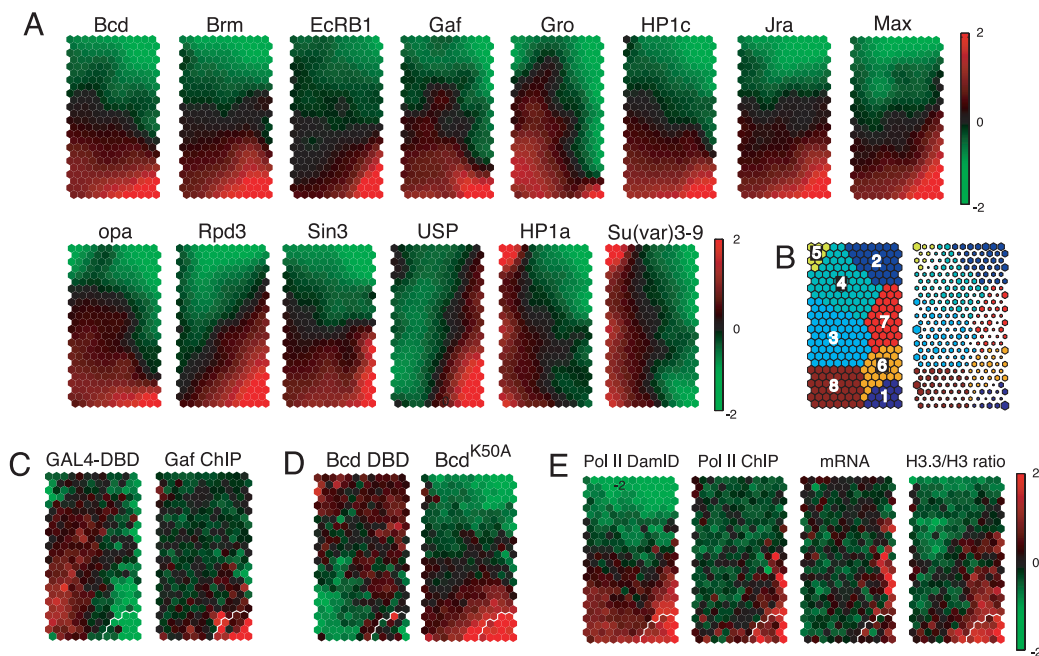 A
Bcd Brm EcRB1 Gaf Gro HP1c Jra Max
2
0
-2
opa Rpd3 Sin3 USP HP1a Su(var)3-9
2
0
-2
B
5 2
4
7
3
6
8 1
C
GAL4-DBD Gaf ChIP
D
Bcd DBD Bcd^K50A
E
Pol II DamID Pol II ChIP mRNA H3.3/H3 ratio
-2
2
0
-2